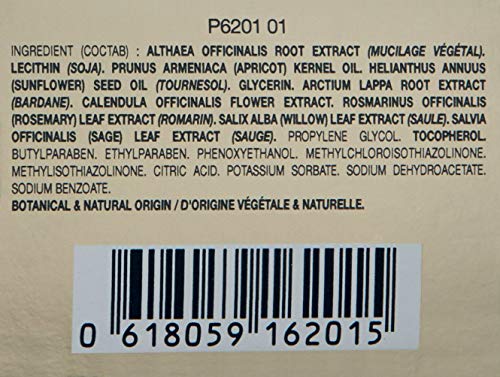 P6201 01
INGREDIENT (COCTAB) : ALTHAEA OFFICINALIS ROOT EXTRACT (MUCILAGE VÉGÉTAL).
LECITHIN (SOJA). PRUNUS ARMENIACA (APRICOT) KERNEL OIL. HELIANTHUS ANNUUS
(SUNFLOWER) SEED OIL (TOURNESOL). GLYCERIN. ARCTIUM LAPPA ROOT EXTRACT
(BARDANE). CALENDULA OFFICINALIS FLOWER EXTRACT. ROSMARINUS OFFICINALIS
(ROSEMARY) LEAF EXTRACT (ROMARIN). SALIX ALBA (WILLOW) LEAF EXTRACT (SAULE). SALVIA
OFFICINALIS (SAGE) LEAF EXTRACT (SAUGE). PROPYLENE GLYCOL. TOCOPHEROL.
BUTYLPARABEN. ETHYLPARABEN. PHENOXYETHANOL. METHYLCHLOROISOTHIAZOLINONE.
METHYLISOTHIAZOLINONE. CITRIC ACID. POTASSIUM SORBATE. SODIUM DEHYDROACETATE.
SODIUM BENZOATE.
BOTANICAL & NATURAL ORIGIN / D'ORIGINE VÉGÉTALE & NATURELLE.
0 618059 162015